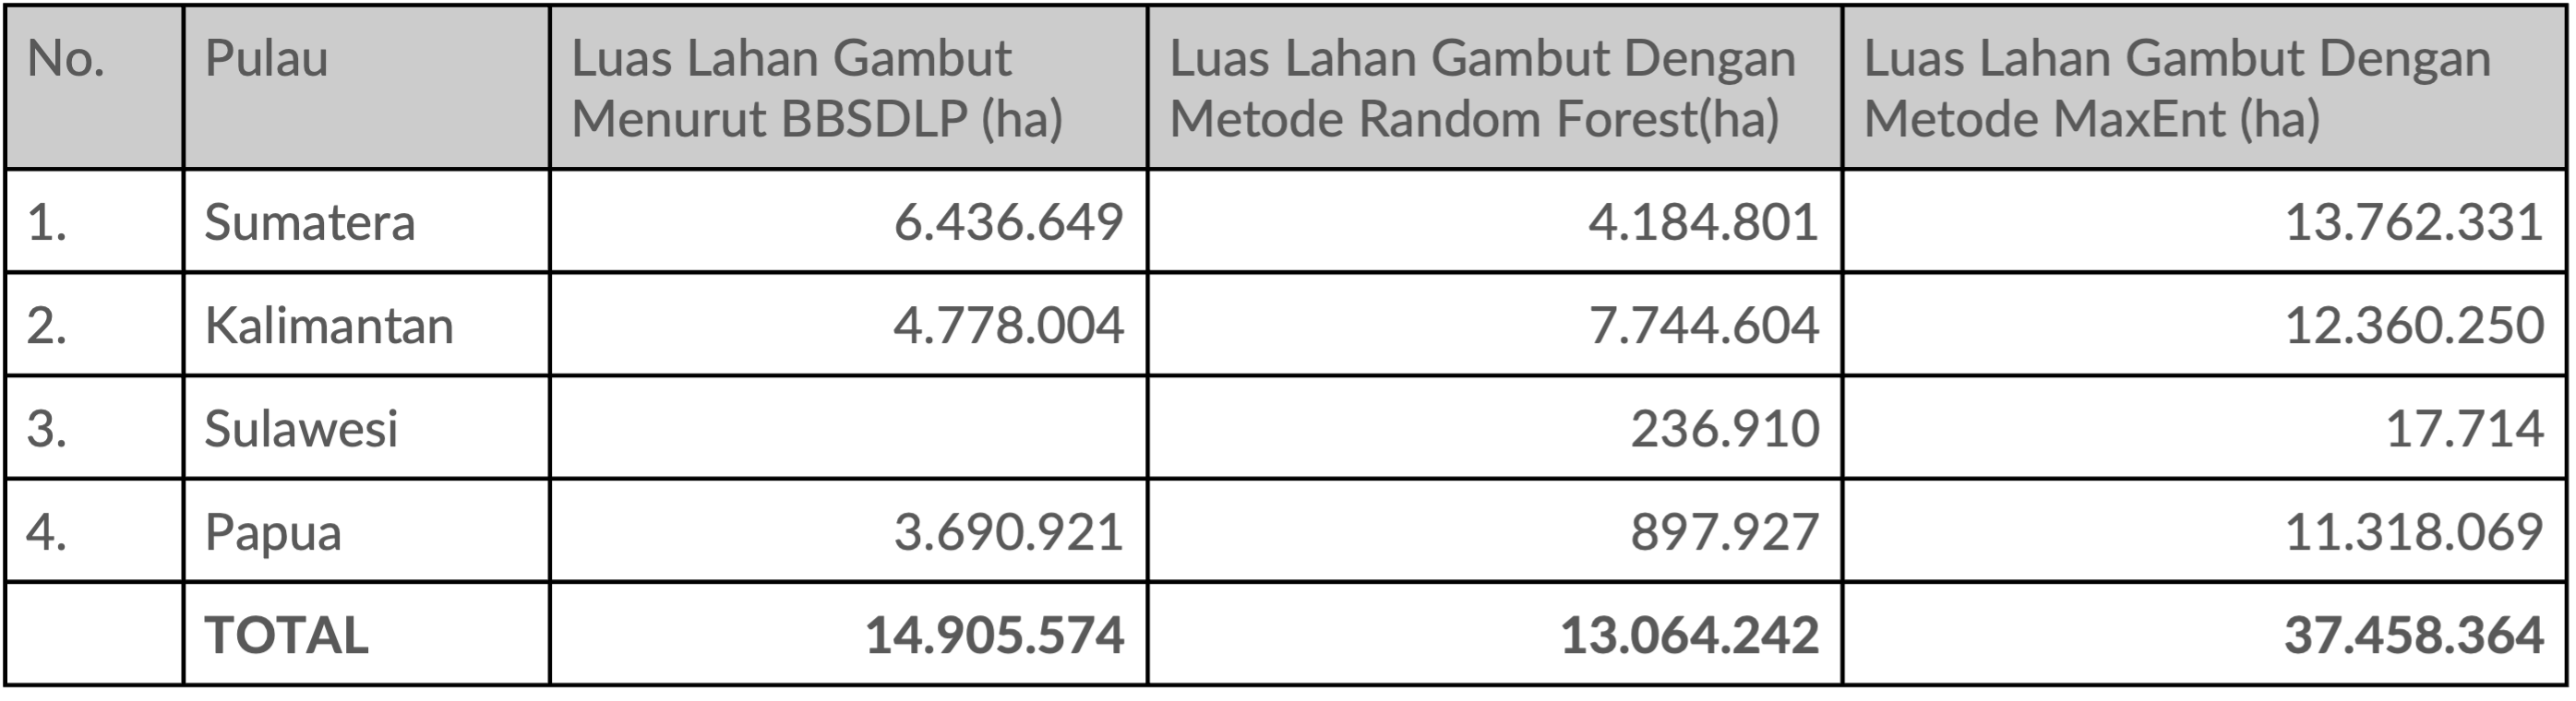 No. Pulau Luas Lahan Gambut Menurut BBSDLP (ha) Luas Lahan Gambut Dengan Metode Random Forest(ha) Luas Lahan Gambut Dengan Metode MaxEnt (ha)
1. Sumatera 6.436.649 4.184.801 13.762.331
2. Kalimantan 4.778.004 7.744.604 12.360.250
3. Sulawesi 236.910 17.714
4. Papua 3.690.921 897.927 11.318.069
TOTAL 14.905.574 13.064.242 37.458.364